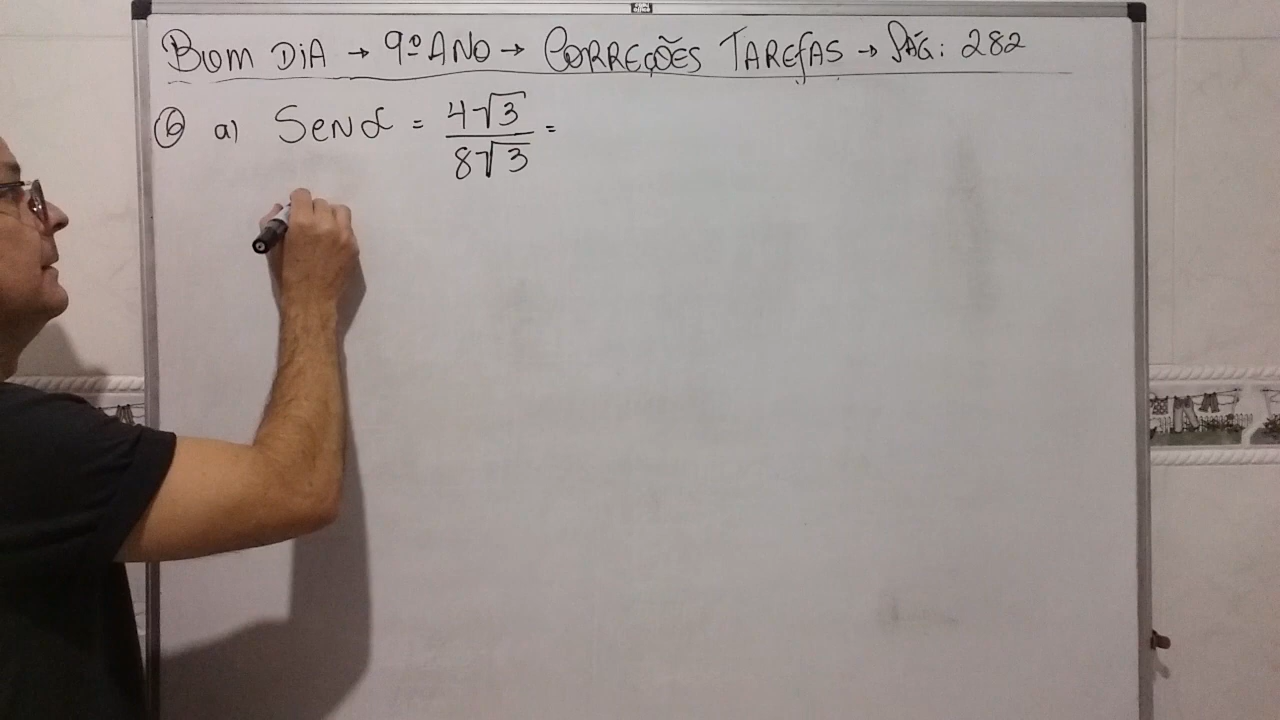 BOM DIA → 9º ANO → CORREÇÕES TAREFAS → PÁG: 282
⑥ a) Sen α = 4√3 / 8√3 =